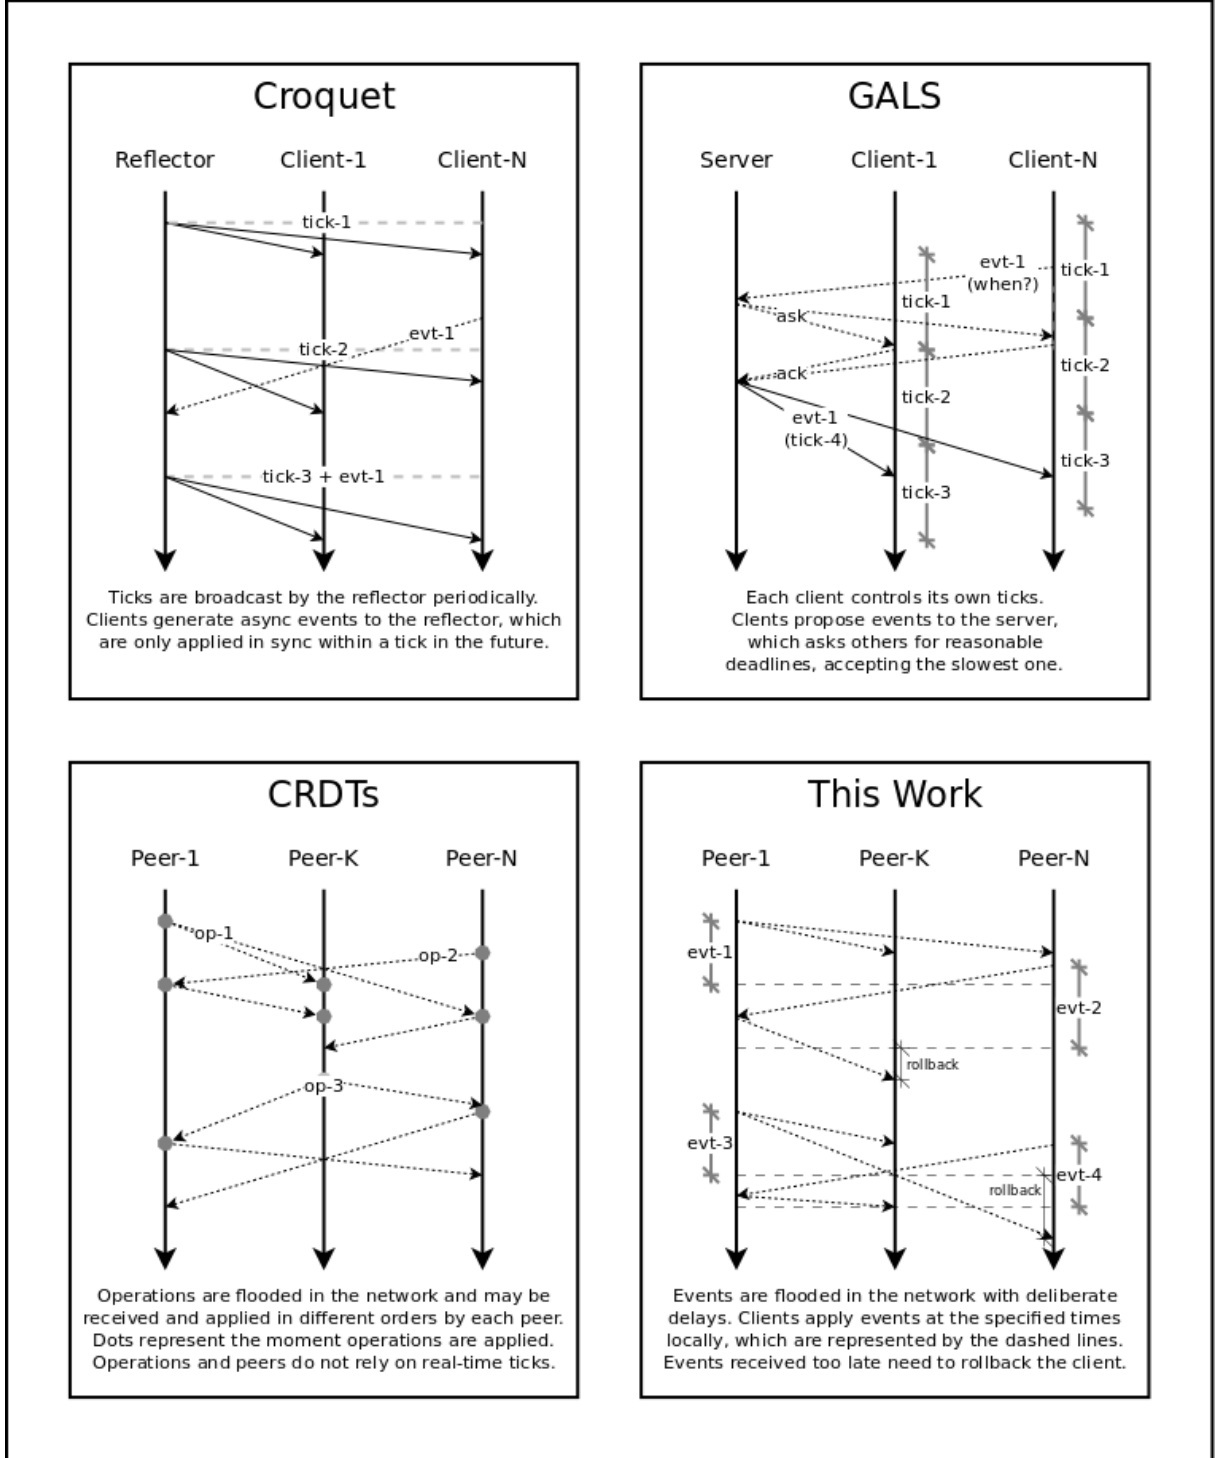 Croquet
Reflector Client-1 Client-N
tick-1
evt-1
tick-2
tick-3 + evt-1
Ticks are broadcast by the reflector periodically.
Clients generate async events to the reflector, which
are only applied in sync within a tick in the future.
GALS
Server Client-1 Client-N
evt-1
(when?)
tick-1
tick-1
ask
tick-2
ack
tick-2
evt-1
(tick-4)
tick-3
tick-3
Each client controls its own ticks.
Clents propose events to the server,
which asks others for reasonable
deadlines, accepting the slowest one.
CRDTs
Peer-1 Peer-K Peer-N
op-1
op-2
op-3
Operations are flooded in the network and may be
received and applied in different orders by each peer.
Dots represent the moment operations are applied.
Operations and peers do not rely on real-time ticks.
This Work
Peer-1 Peer-K Peer-N
evt-1
evt-2
rollback
evt-3
evt-4
rollback
Events are flooded in the network with deliberate
delays. Clients apply events at the specified times
locally, which are represented by the dashed lines.
Events received too late need to rollback the client.